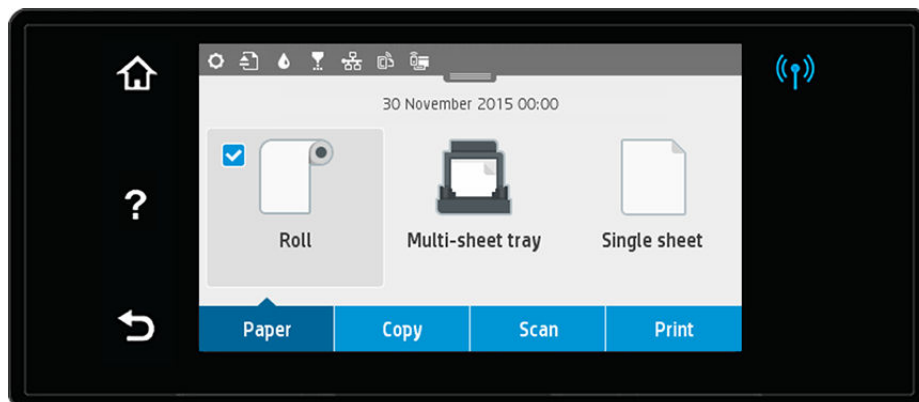 30 November 2015 00:00
Roll
Multi-sheet tray
Single sheet
Paper
Copy
Scan
Print
?